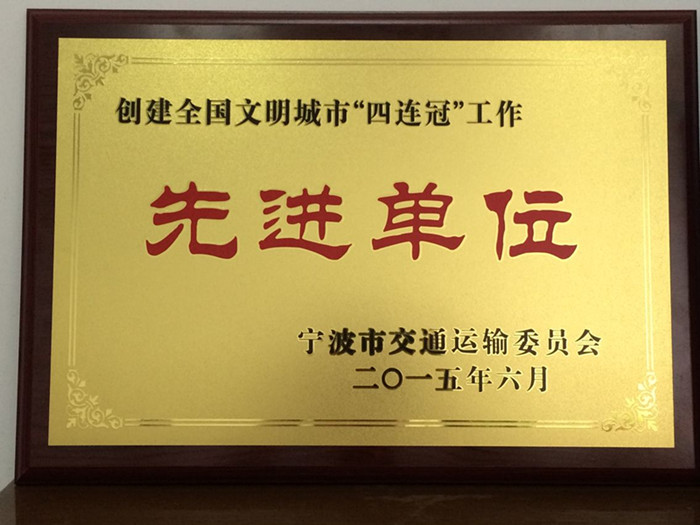 创建全国文明城市“四连冠”工作
先进单位
宁波市交通运输委员会
二〇一五年六月